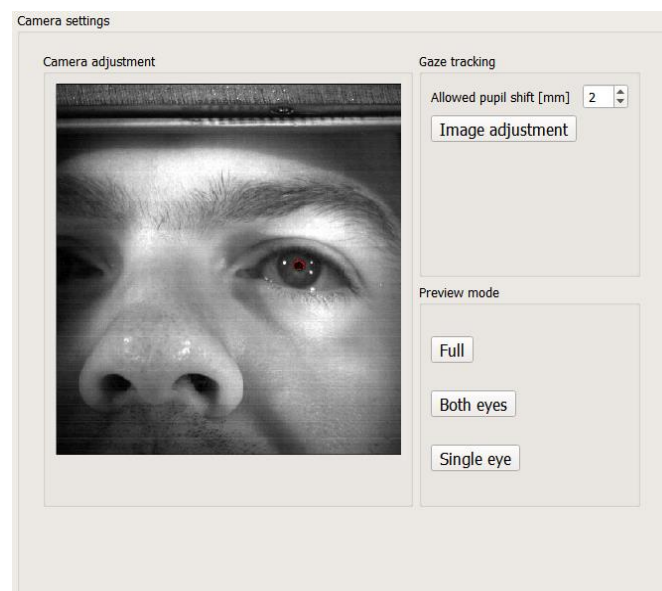 Camera settings
Camera adjustment
Gaze tracking
Allowed pupil shift [mm] 2
Image adjustment
Preview mode
Full
Both eyes
Single eye